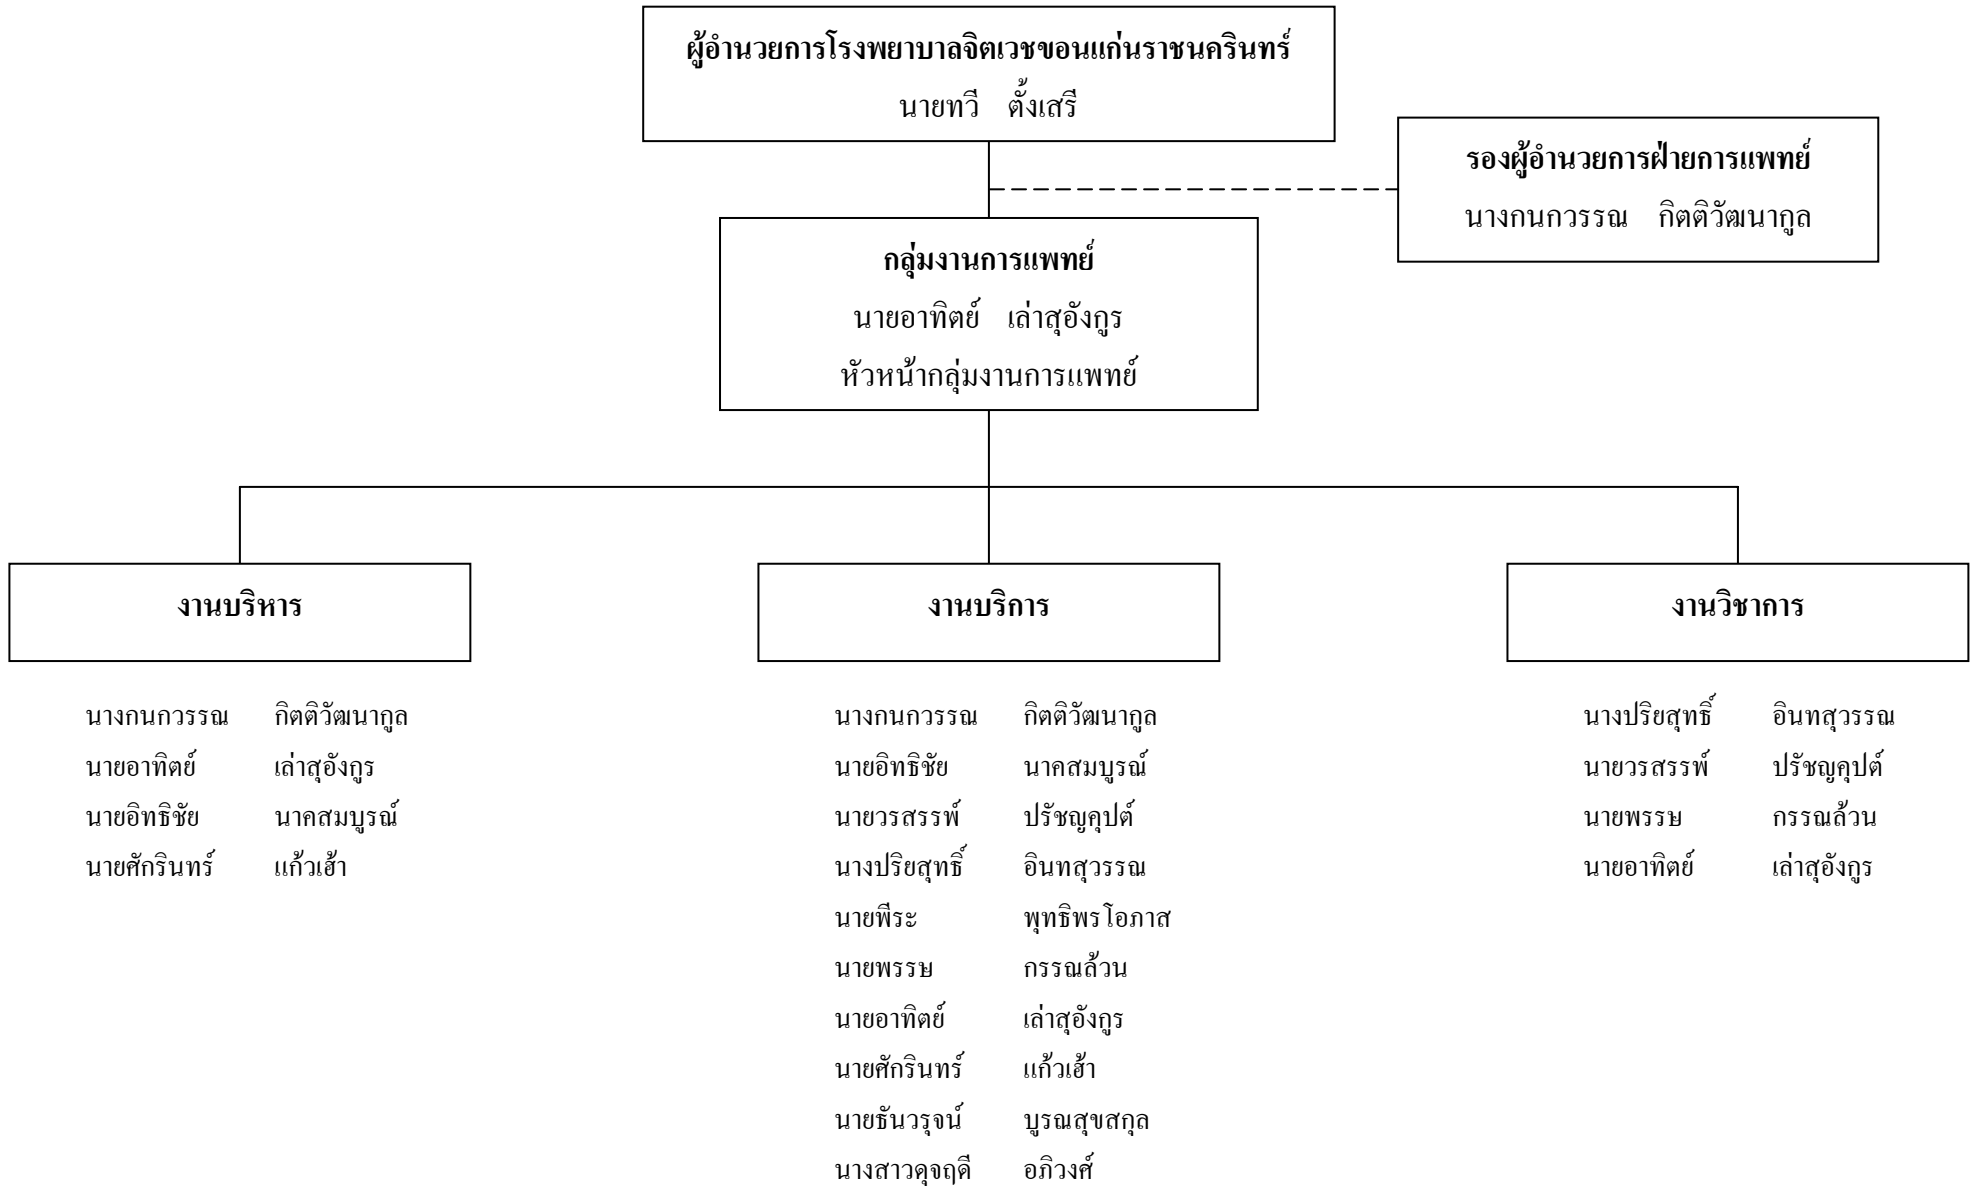 ผู้อำนวยการโรงพยาบาลจิตเวชขอนแก่นราชนครินทร์
นายทวี ตั้งเสรี
รองผู้อำนวยการฝ่ายการแพทย์
นางกนกวรรณ กิตติวัฒนากูล
กลุ่มงานการแพทย์
นายอาทิตย์ เล่าสุอังกูร
หัวหน้ากลุ่มงานการแพทย์
งานบริหาร
นางกนกวรรณ กิตติวัฒนากูล
นายอาทิตย์ เล่าสุอังกูร
นายอิทธิชัย นาคสมบูรณ์
นายศักรินทร์ แก้วเฮ้า
งานบริการ
นางกนกวรรณ กิตติวัฒนากูล
นายอิทธิชัย นาคสมบูรณ์
นายวรสรรพ์ ปรัชญคุปต์
นางปริยสุทธิ์ อินทสุวรรณ
นายพีระ พุทธิพรโอภาส
นายพรรษ กรรณล้วน
นายอาทิตย์ เล่าสุอังกูร
นายศักรินทร์ แก้วเฮ้า
นายธันวรุจน์ บูรณสุขสกุล
นางสาวดุจฤดี อภิวงศ์
งานวิชาการ
นางปริยสุทธิ์ อินทสุวรรณ
นายวรสรรพ์ ปรัชญคุปต์
นายพรรษ กรรณล้วน
นายอาทิตย์ เล่าสุอังกูร